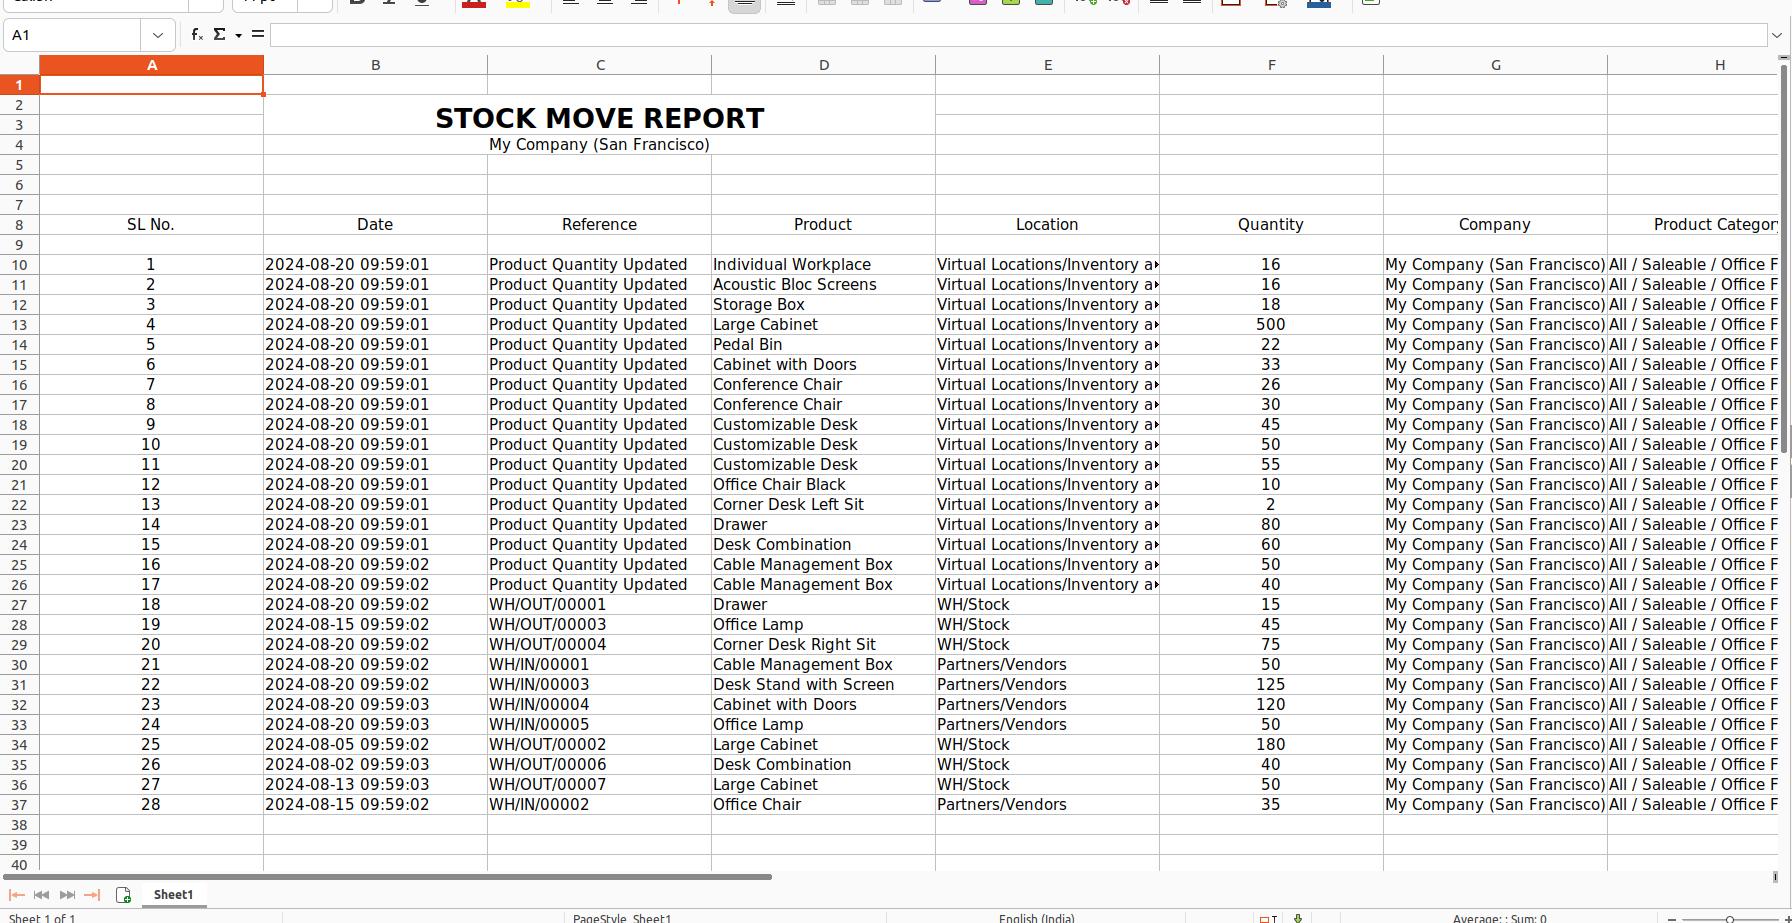 A1
fx Σ =
A B C D E F G H
1
2
3 STOCK MOVE REPORT
4 My Company (San Francisco)
5
6
7
8 SL No. Date Reference Product Location Quantity Company Product Categor
9
10 1 2024-08-20 09:59:01 Product Quantity Updated Individual Workplace Virtual Locations/Inventory a 16 My Company (San Francisco) All / Saleable / Office F
11 2 2024-08-20 09:59:01 Product Quantity Updated Acoustic Bloc Screens Virtual Locations/Inventory a 16 My Company (San Francisco) All / Saleable / Office F
12 3 2024-08-20 09:59:01 Product Quantity Updated Storage Box Virtual Locations/Inventory a 18 My Company (San Francisco) All / Saleable / Office F
13 4 2024-08-20 09:59:01 Product Quantity Updated Large Cabinet Virtual Locations/Inventory a 500 My Company (San Francisco) All / Saleable / Office F
14 5 2024-08-20 09:59:01 Product Quantity Updated Pedal Bin Virtual Locations/Inventory a 22 My Company (San Francisco) All / Saleable / Office F
15 6 2024-08-20 09:59:01 Product Quantity Updated Cabinet with Doors Virtual Locations/Inventory a 33 My Company (San Francisco) All / Saleable / Office F
16 7 2024-08-20 09:59:01 Product Quantity Updated Conference Chair Virtual Locations/Inventory a 26 My Company (San Francisco) All / Saleable / Office F
17 8 2024-08-20 09:59:01 Product Quantity Updated Conference Chair Virtual Locations/Inventory a 30 My Company (San Francisco) All / Saleable / Office F
18 9 2024-08-20 09:59:01 Product Quantity Updated Customizable Desk Virtual Locations/Inventory a 45 My Company (San Francisco) All / Saleable / Office F
19 10 2024-08-20 09:59:01 Product Quantity Updated Customizable Desk Virtual Locations/Inventory a 50 My Company (San Francisco) All / Saleable / Office F
20 11 2024-08-20 09:59:01 Product Quantity Updated Customizable Desk Virtual Locations/Inventory a 55 My Company (San Francisco) All / Saleable / Office F
21 12 2024-08-20 09:59:01 Product Quantity Updated Office Chair Black Virtual Locations/Inventory a 10 My Company (San Francisco) All / Saleable / Office F
22 13 2024-08-20 09:59:01 Product Quantity Updated Corner Desk Left Sit Virtual Locations/Inventory a 2 My Company (San Francisco) All / Saleable / Office F
23 14 2024-08-20 09:59:01 Product Quantity Updated Drawer Virtual Locations/Inventory a 80 My Company (San Francisco) All / Saleable / Office F
24 15 2024-08-20 09:59:01 Product Quantity Updated Desk Combination Virtual Locations/Inventory a 60 My Company (San Francisco) All / Saleable / Office F
25 16 2024-08-20 09:59:02 Product Quantity Updated Cable Management Box Virtual Locations/Inventory a 50 My Company (San Francisco) All / Saleable / Office F
26 17 2024-08-20 09:59:02 Product Quantity Updated Cable Management Box Virtual Locations/Inventory a 40 My Company (San Francisco) All / Saleable / Office F
27 18 2024-08-20 09:59:02 WH/OUT/00001 Drawer WH/Stock 15 My Company (San Francisco) All / Saleable / Office F
28 19 2024-08-15 09:59:02 WH/OUT/00003 Office Lamp WH/Stock 45 My Company (San Francisco) All / Saleable / Office F
29 20 2024-08-20 09:59:02 WH/OUT/00004 Corner Desk Right Sit WH/Stock 75 My Company (San Francisco) All / Saleable / Office F
30 21 2024-08-20 09:59:02 WH/IN/00001 Cable Management Box Partners/Vendors 50 My Company (San Francisco) All / Saleable / Office F
31 22 2024-08-20 09:59:02 WH/IN/00003 Desk Stand with Screen Partners/Vendors 125 My Company (San Francisco) All / Saleable / Office F
32 23 2024-08-20 09:59:03 WH/IN/00004 Cabinet with Doors Partners/Vendors 120 My Company (San Francisco) All / Saleable / Office F
33 24 2024-08-20 09:59:03 WH/IN/00005 Office Lamp Partners/Vendors 50 My Company (San Francisco) All / Saleable / Office F
34 25 2024-08-05 09:59:02 WH/OUT/00002 Large Cabinet WH/Stock 180 My Company (San Francisco) All / Saleable / Office F
35 26 2024-08-02 09:59:03 WH/OUT/00006 Desk Combination WH/Stock 40 My Company (San Francisco) All / Saleable / Office F
36 27 2024-08-13 09:59:03 WH/OUT/00007 Large Cabinet WH/Stock 50 My Company (San Francisco) All / Saleable / Office F
37 28 2024-08-15 09:59:02 WH/IN/00002 Office Chair Partners/Vendors 35 My Company (San Francisco) All / Saleable / Office F
38
39
40
Sheet1
Sheet 1 of 1 PageStyle_Sheet1 English (India) Average: ; Sum: 0